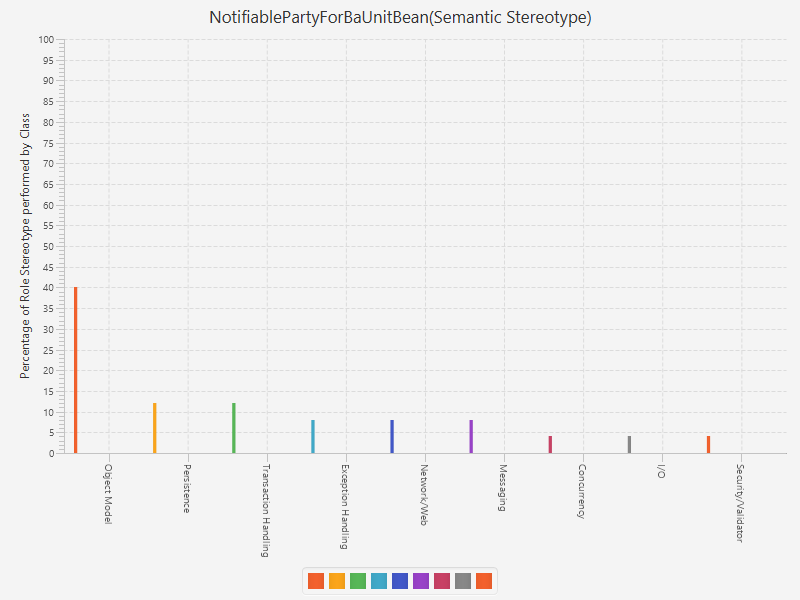 NotifiablePartyForBaUnitBean(Semantic Stereotype)
Percentage of Role Stereotype performed by Class
100
95
90
85
80
75
70
65
60
55
50
45
40
35
30
25
20
15
10
5
0
Object Model
Persistence
Transaction Handling
Exception Handling
Network/Web
Messaging
Concurrency
I/O
Security/Validator